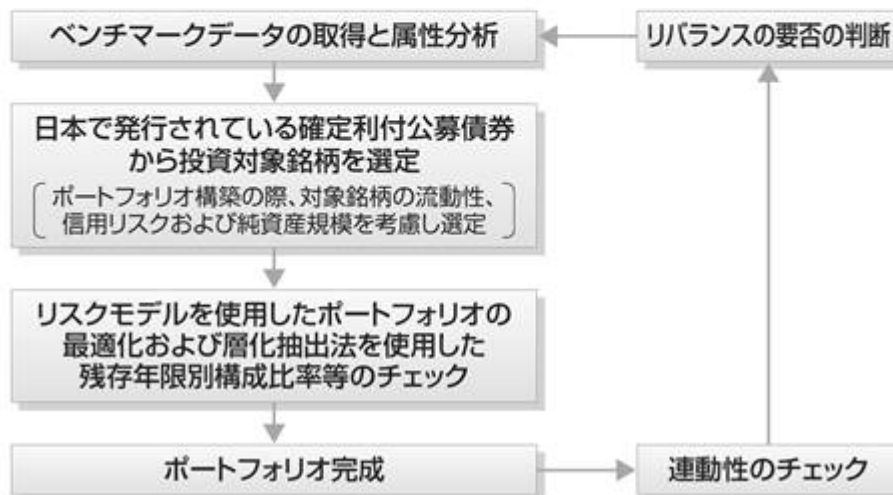 ベンチマークデータの取得と属性分析
リバランスの要否の判断
日本で発行されている確定利付公募債券
から投資対象銘柄を選定
ポートフォリオ構築の際、対象銘柄の流動性、
信用リスクおよび純資産規模を考慮し選定
リスクモデルを使用したポートフォリオの
最適化および層化抽出法を使用した
残存年限別構成比率等のチェック
ポートフォリオ完成
連動性のチェック